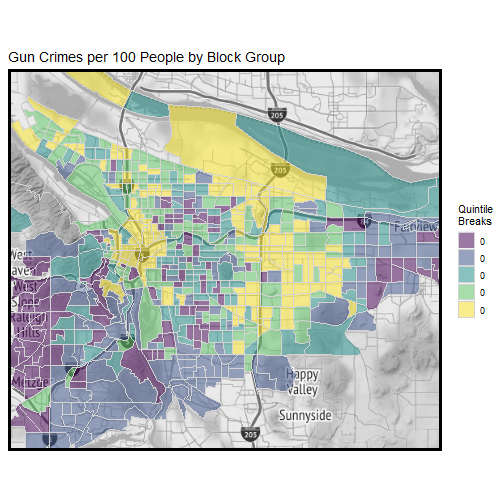 Gun Crimes per 100 People by Block Group
205
205
Fairview
West
Haven
West
Slope
Raleigh
Hills
Metzger
Happy
Valley
Sunnyside
205
Quintile
Breaks
0
0
0
0
0